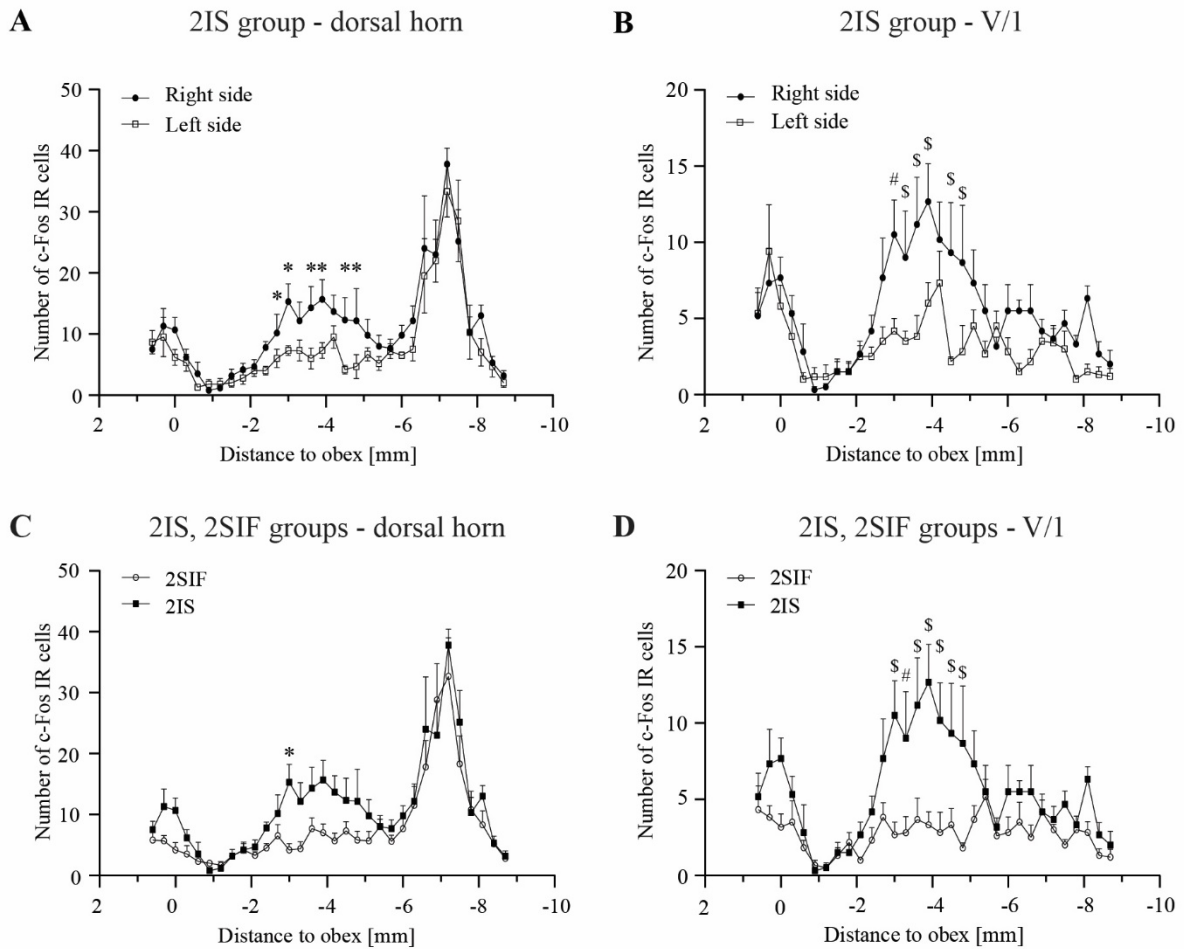 A
2IS group - dorsal horn
Right side
Left side
Number of c-Fos IR cells
50
40
30
20
10
0
* * ** **
2 0 -2 -4 -6 -8 -10
Distance to obex [mm]
B
2IS group - V/1
Right side
Left side
Number of c-Fos IR cells
20
15
10
5
0
# $ $ $ $ $
2 0 -2 -4 -6 -8 -10
Distance to obex [mm]
C
2IS, 2SIF groups - dorsal horn
2SIF
2IS
Number of c-Fos IR cells
50
40
30
20
10
0
*
2 0 -2 -4 -6 -8 -10
Distance to obex [mm]
D
2IS, 2SIF groups - V/1
2SIF
2IS
Number of c-Fos IR cells
20
15
10
5
0
$ # $ $ $ $ $
2 0 -2 -4 -6 -8 -10
Distance to obex [mm]